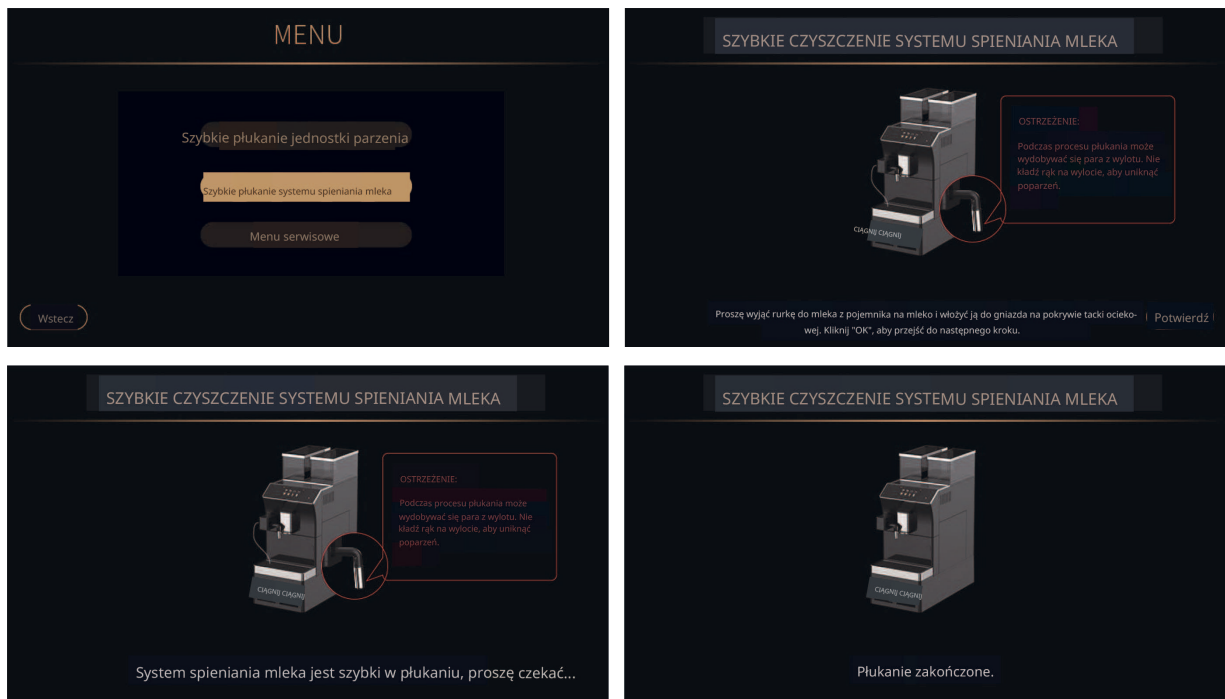 MENU
Szybkie płukanie jednostki parzenia
Szybkie płukanie systemu spieniania mleka
Menu serwisowe
Wstecz
SZYBKIE CZYSZCZENIE SYSTEMU SPIENIANIA MLEKA
OSTRZEŻENIE:
Podczas procesu płukania może
wydobywać się para z wylotu. Nie
kładź rąk na wylocie, aby uniknąć
poparzeń.
CIĄGNIJ CIĄGNIJ
Proszę wyjąć rurkę do mleka z pojemnika na mleko i włożyć ją do gniazda na pokrywie tacki ocieko-
wej. Kliknij "OK", aby przejść do następnego kroku.
Potwierdź
SZYBKIE CZYSZCZENIE SYSTEMU SPIENIANIA MLEKA
OSTRZEŻENIE:
Podczas procesu płukania może
wydobywać się para z wylotu. Nie
kładź rąk na wylocie, aby uniknąć
poparzeń.
CIĄGNIJ CIĄGNIJ
System spieniania mleka jest szybki w płukaniu, proszę czekać...
SZYBKIE CZYSZCZENIE SYSTEMU SPIENIANIA MLEKA
CIĄGNIJ CIĄGNIJ
Płukanie zakończone.